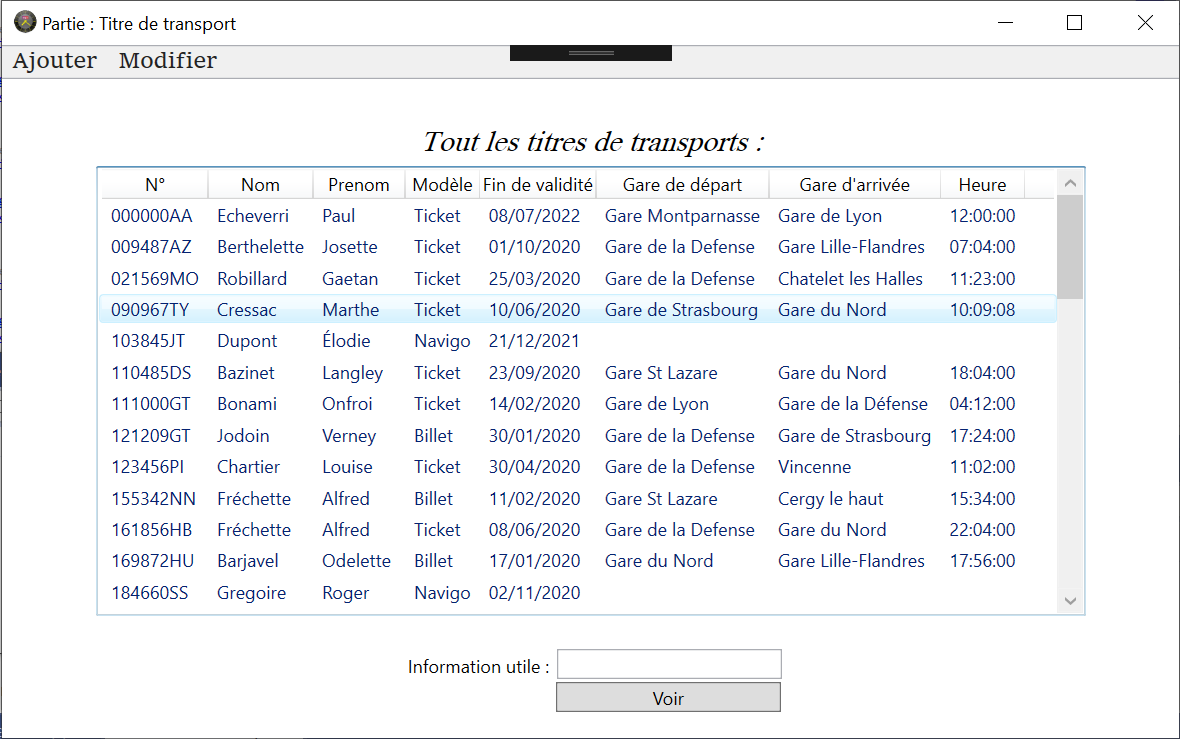 Partie : Titre de transport
Ajouter Modifier
Tout les titres de transports :
N° Nom Prenom Modèle Fin de validité Gare de départ Gare d'arrivée Heure
000000AA Echeverri Paul Ticket 08/07/2022 Gare Montparnasse Gare de Lyon 12:00:00
009487AZ Berthelette Josette Ticket 01/10/2020 Gare de la Defense Gare Lille-Flandres 07:04:00
021569MO Robillard Gaetan Ticket 25/03/2020 Gare de la Defense Chatelet les Halles 11:23:00
090967TY Cressac Marthe Ticket 10/06/2020 Gare de Strasbourg Gare du Nord 10:09:08
103845JT Dupont Élodie Navigo 21/12/2021
110485DS Bazinet Langley Ticket 23/09/2020 Gare St Lazare Gare du Nord 18:04:00
111000GT Bonami Onfroi Ticket 14/02/2020 Gare de Lyon Gare de la Défense 04:12:00
121209GT Jodoin Verney Billet 30/01/2020 Gare de la Defense Gare de Strasbourg 17:24:00
123456PI Chartier Louise Ticket 30/04/2020 Gare de la Defense Vincenne 11:02:00
155342NN Fréchette Alfred Billet 11/02/2020 Gare St Lazare Cergy le haut 15:34:00
161856HB Fréchette Alfred Ticket 08/06/2020 Gare de la Defense Gare du Nord 22:04:00
169872HU Barjavel Odelette Billet 17/01/2020 Gare du Nord Gare Lille-Flandres 17:56:00
184660SS Gregoire Roger Navigo 02/11/2020
Information utile :
Voir